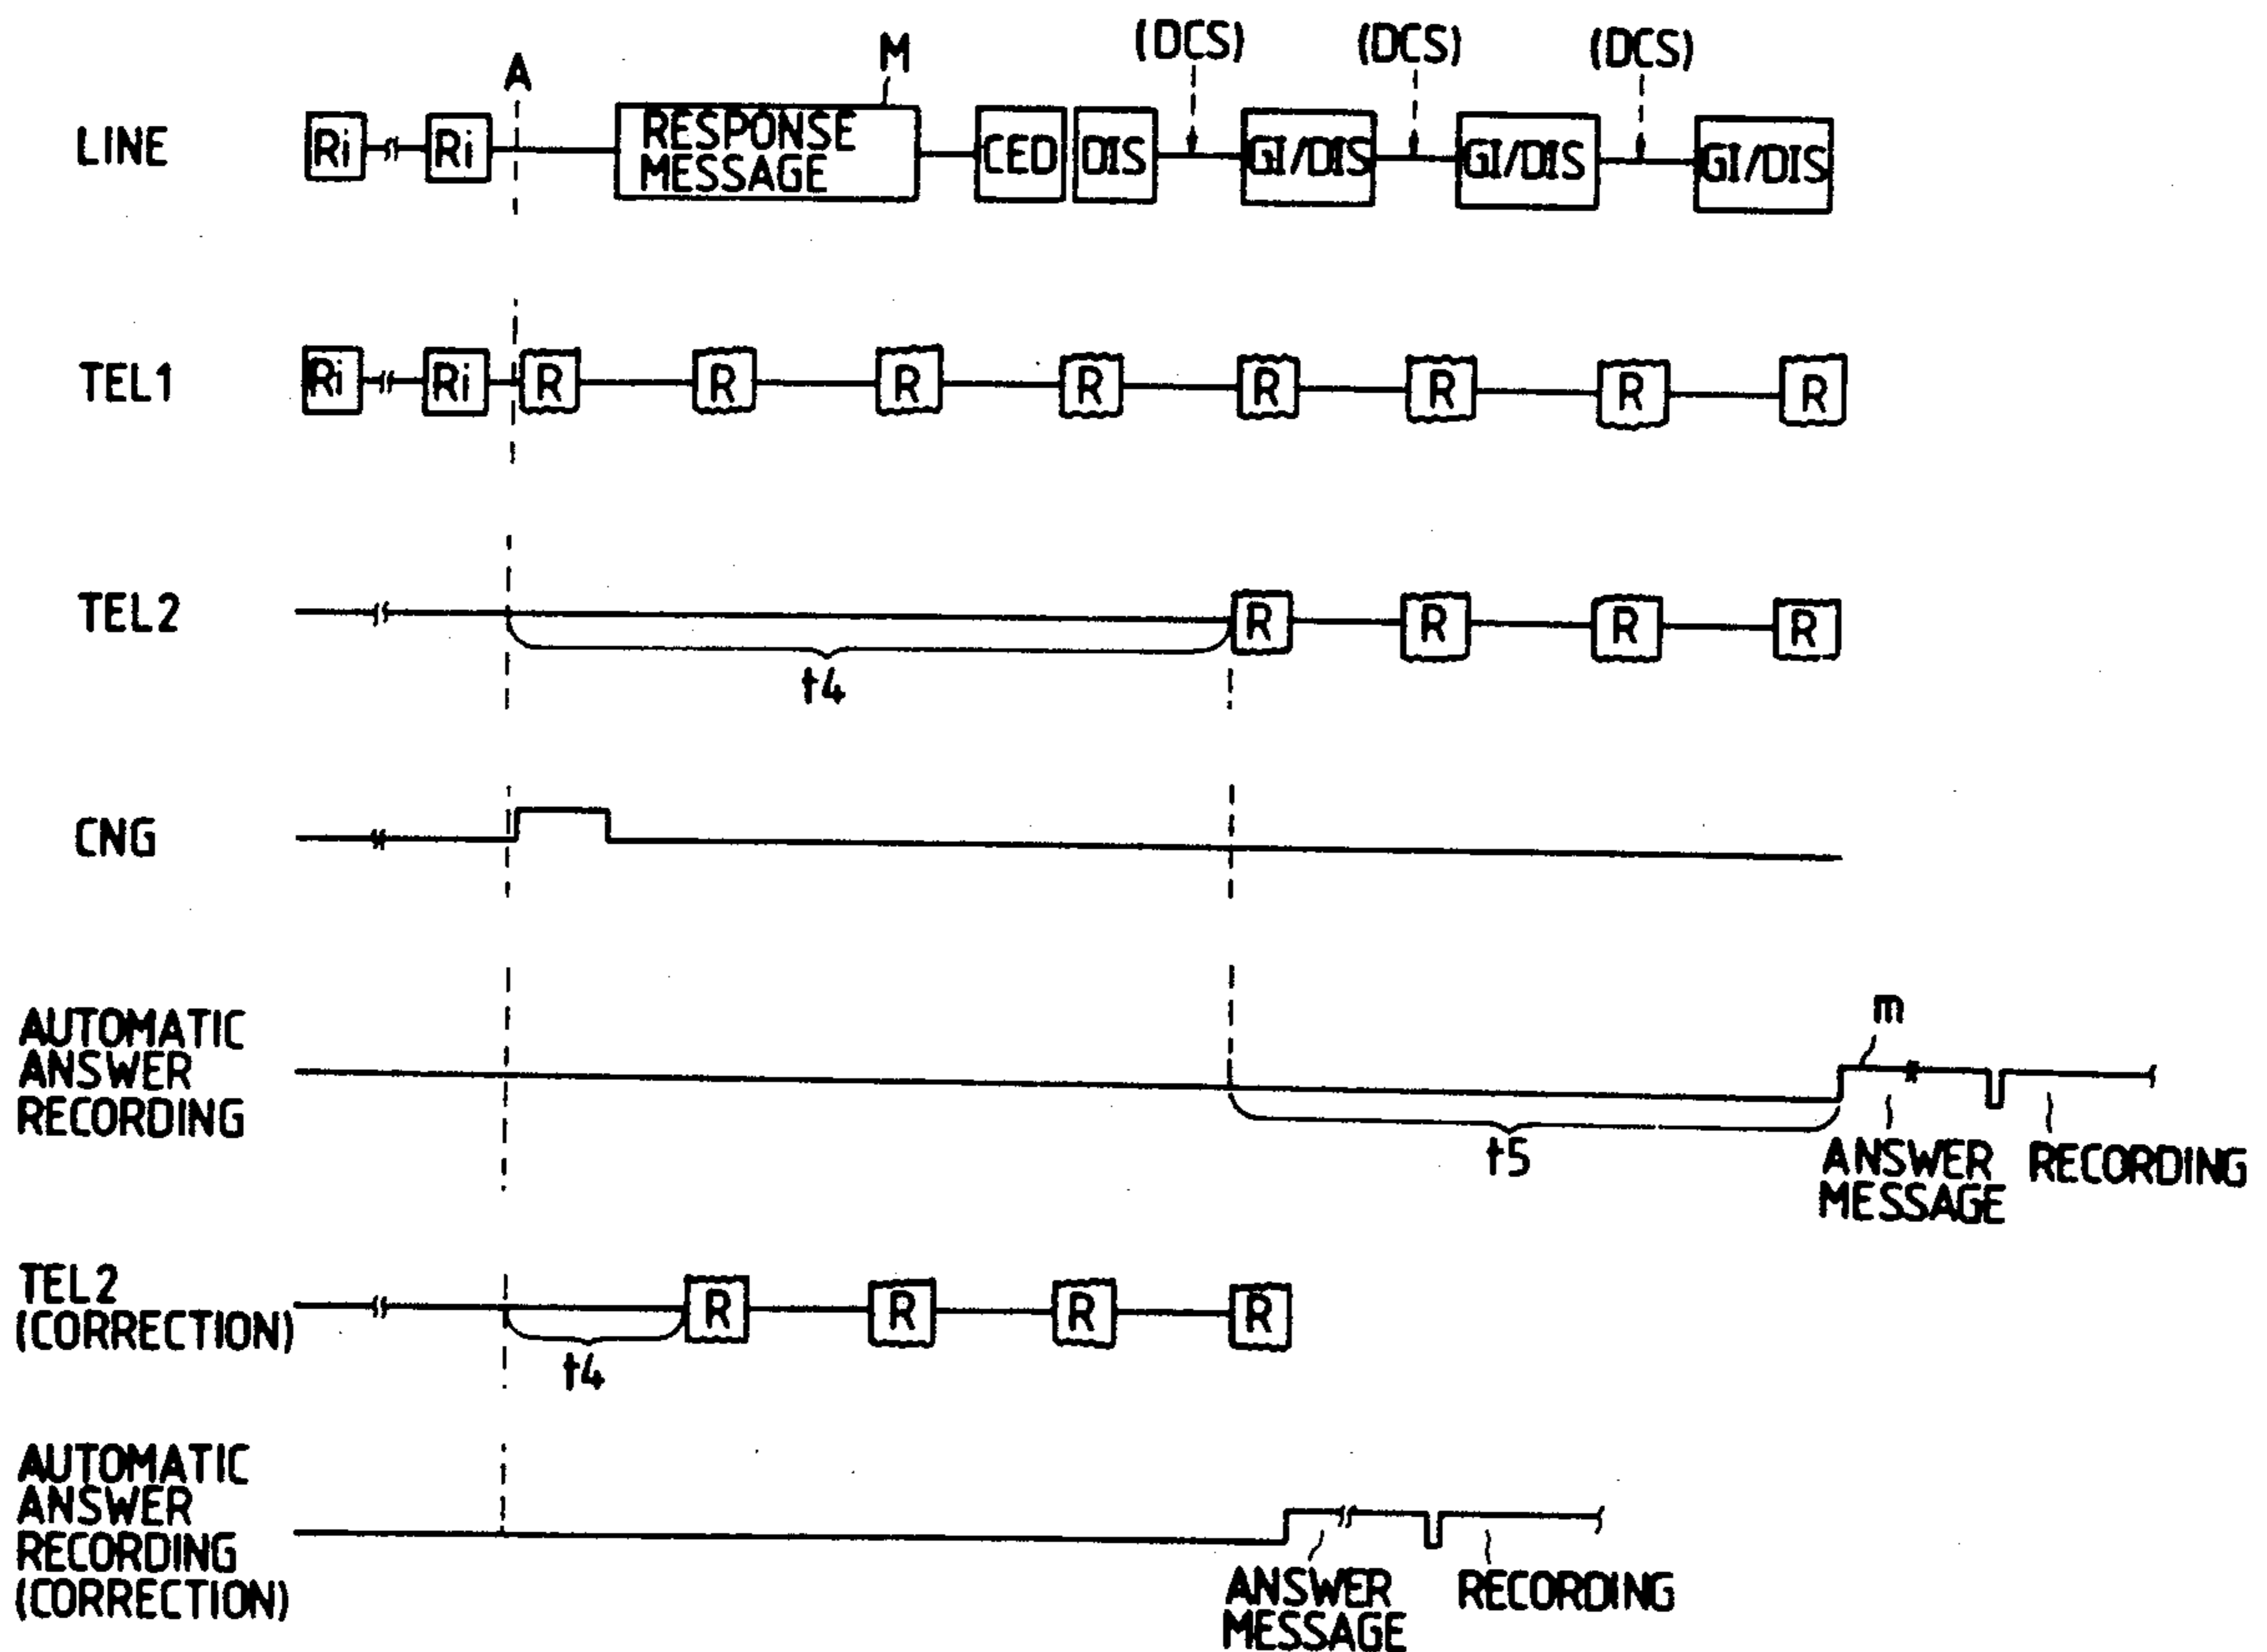 (DCS) (DCS) (DCS)
A M
LINE Ri Ri RESPONSE MESSAGE CED DIS GI/DIS GI/DIS GI/DIS
TEL1 Ri Ri R R R R R R R R
TEL2 R R R R
t4
CNG
m
AUTOMATIC
ANSWER
RECORDING
t5
ANSWER
MESSAGE
RECORDING
TEL2
(CORRECTION)
R R R R
t4
AUTOMATIC
ANSWER
RECORDING
(CORRECTION)
ANSWER
MESSAGE
RECORDING